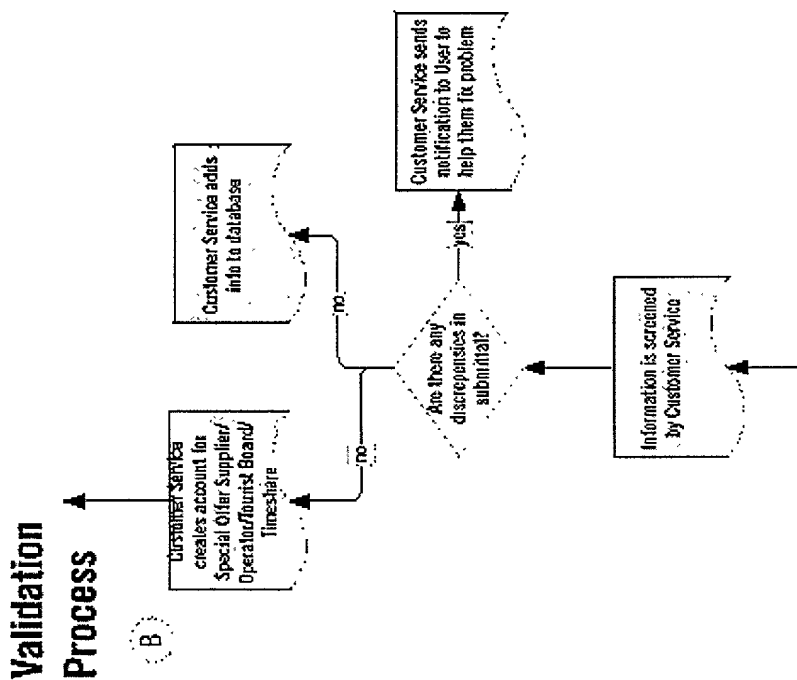 Validation
Process
B
Customer Service
creates account for
Special Offer Supplier/
Operator/Tourist Board/
Timeshare
Customer Service adds
info to database
Customer Service sends
notification to User to
help them fix problem
no
no
yes
Are there any
discrepensies in
submittal?
Information is screened
by Customer Service